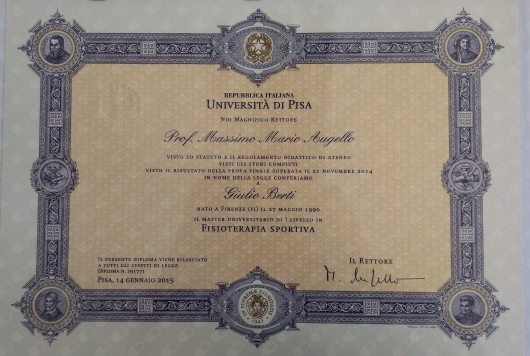 REPUBBLICA ITALIANA
UNIVERSITÀ DI PISA
NOI MAGNIFICO RETTORE
Prof. Massimo Mario Augello
VISTO LO STATUTO E IL REGOLAMENTO DIDATTICO DI ATENEO
VISTI GLI STUDI COMPIUTI
VISTO IL RISULTATO DELLA PROVA FINALE SUPERATA IL 21 NOVEMBRE 2014
IN NOME DELLA LEGGE CONFERIAMO
A
Giulio Berti
NATO A FIRENZE (FI) IL 27 MAGGIO 1990
IL MASTER UNIVERSITARIO DI I LIVELLO IN
FISIOTERAPIA SPORTIVA
IL PRESENTE DIPLOMA VIENE RILASCIATO
A TUTTI GLI EFFETTI DI LEGGE
DIPLOMA N. 291771
PISA, 14 GENNAIO 2015
IL RETTORE